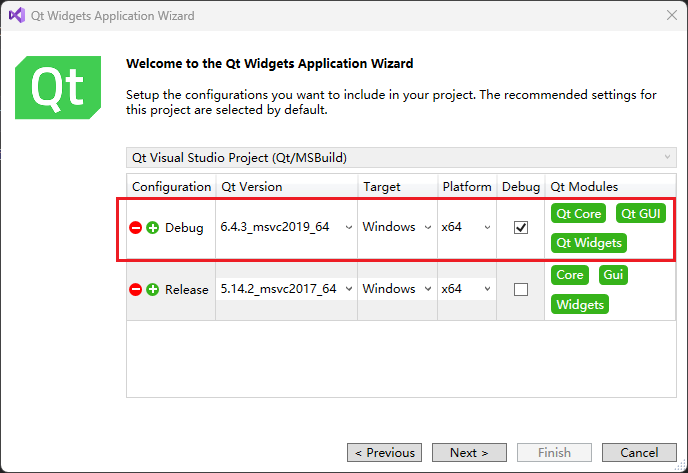 Qt Widgets Application Wizard
Qt
Welcome to the Qt Widgets Application Wizard
Setup the configurations you want to include in your project. The recommended settings for
this project are selected by default.
Qt Visual Studio Project (Qt/MSBuild)
Configuration Qt Version Target Platform Debug Qt Modules
Debug 6.4.3_msvc2019_64 Windows x64 Qt Core Qt GUI
Qt Widgets
Release 5.14.2_msvc2017_64 Windows x64 Core Gui
Widgets
< Previous Next > Finish Cancel